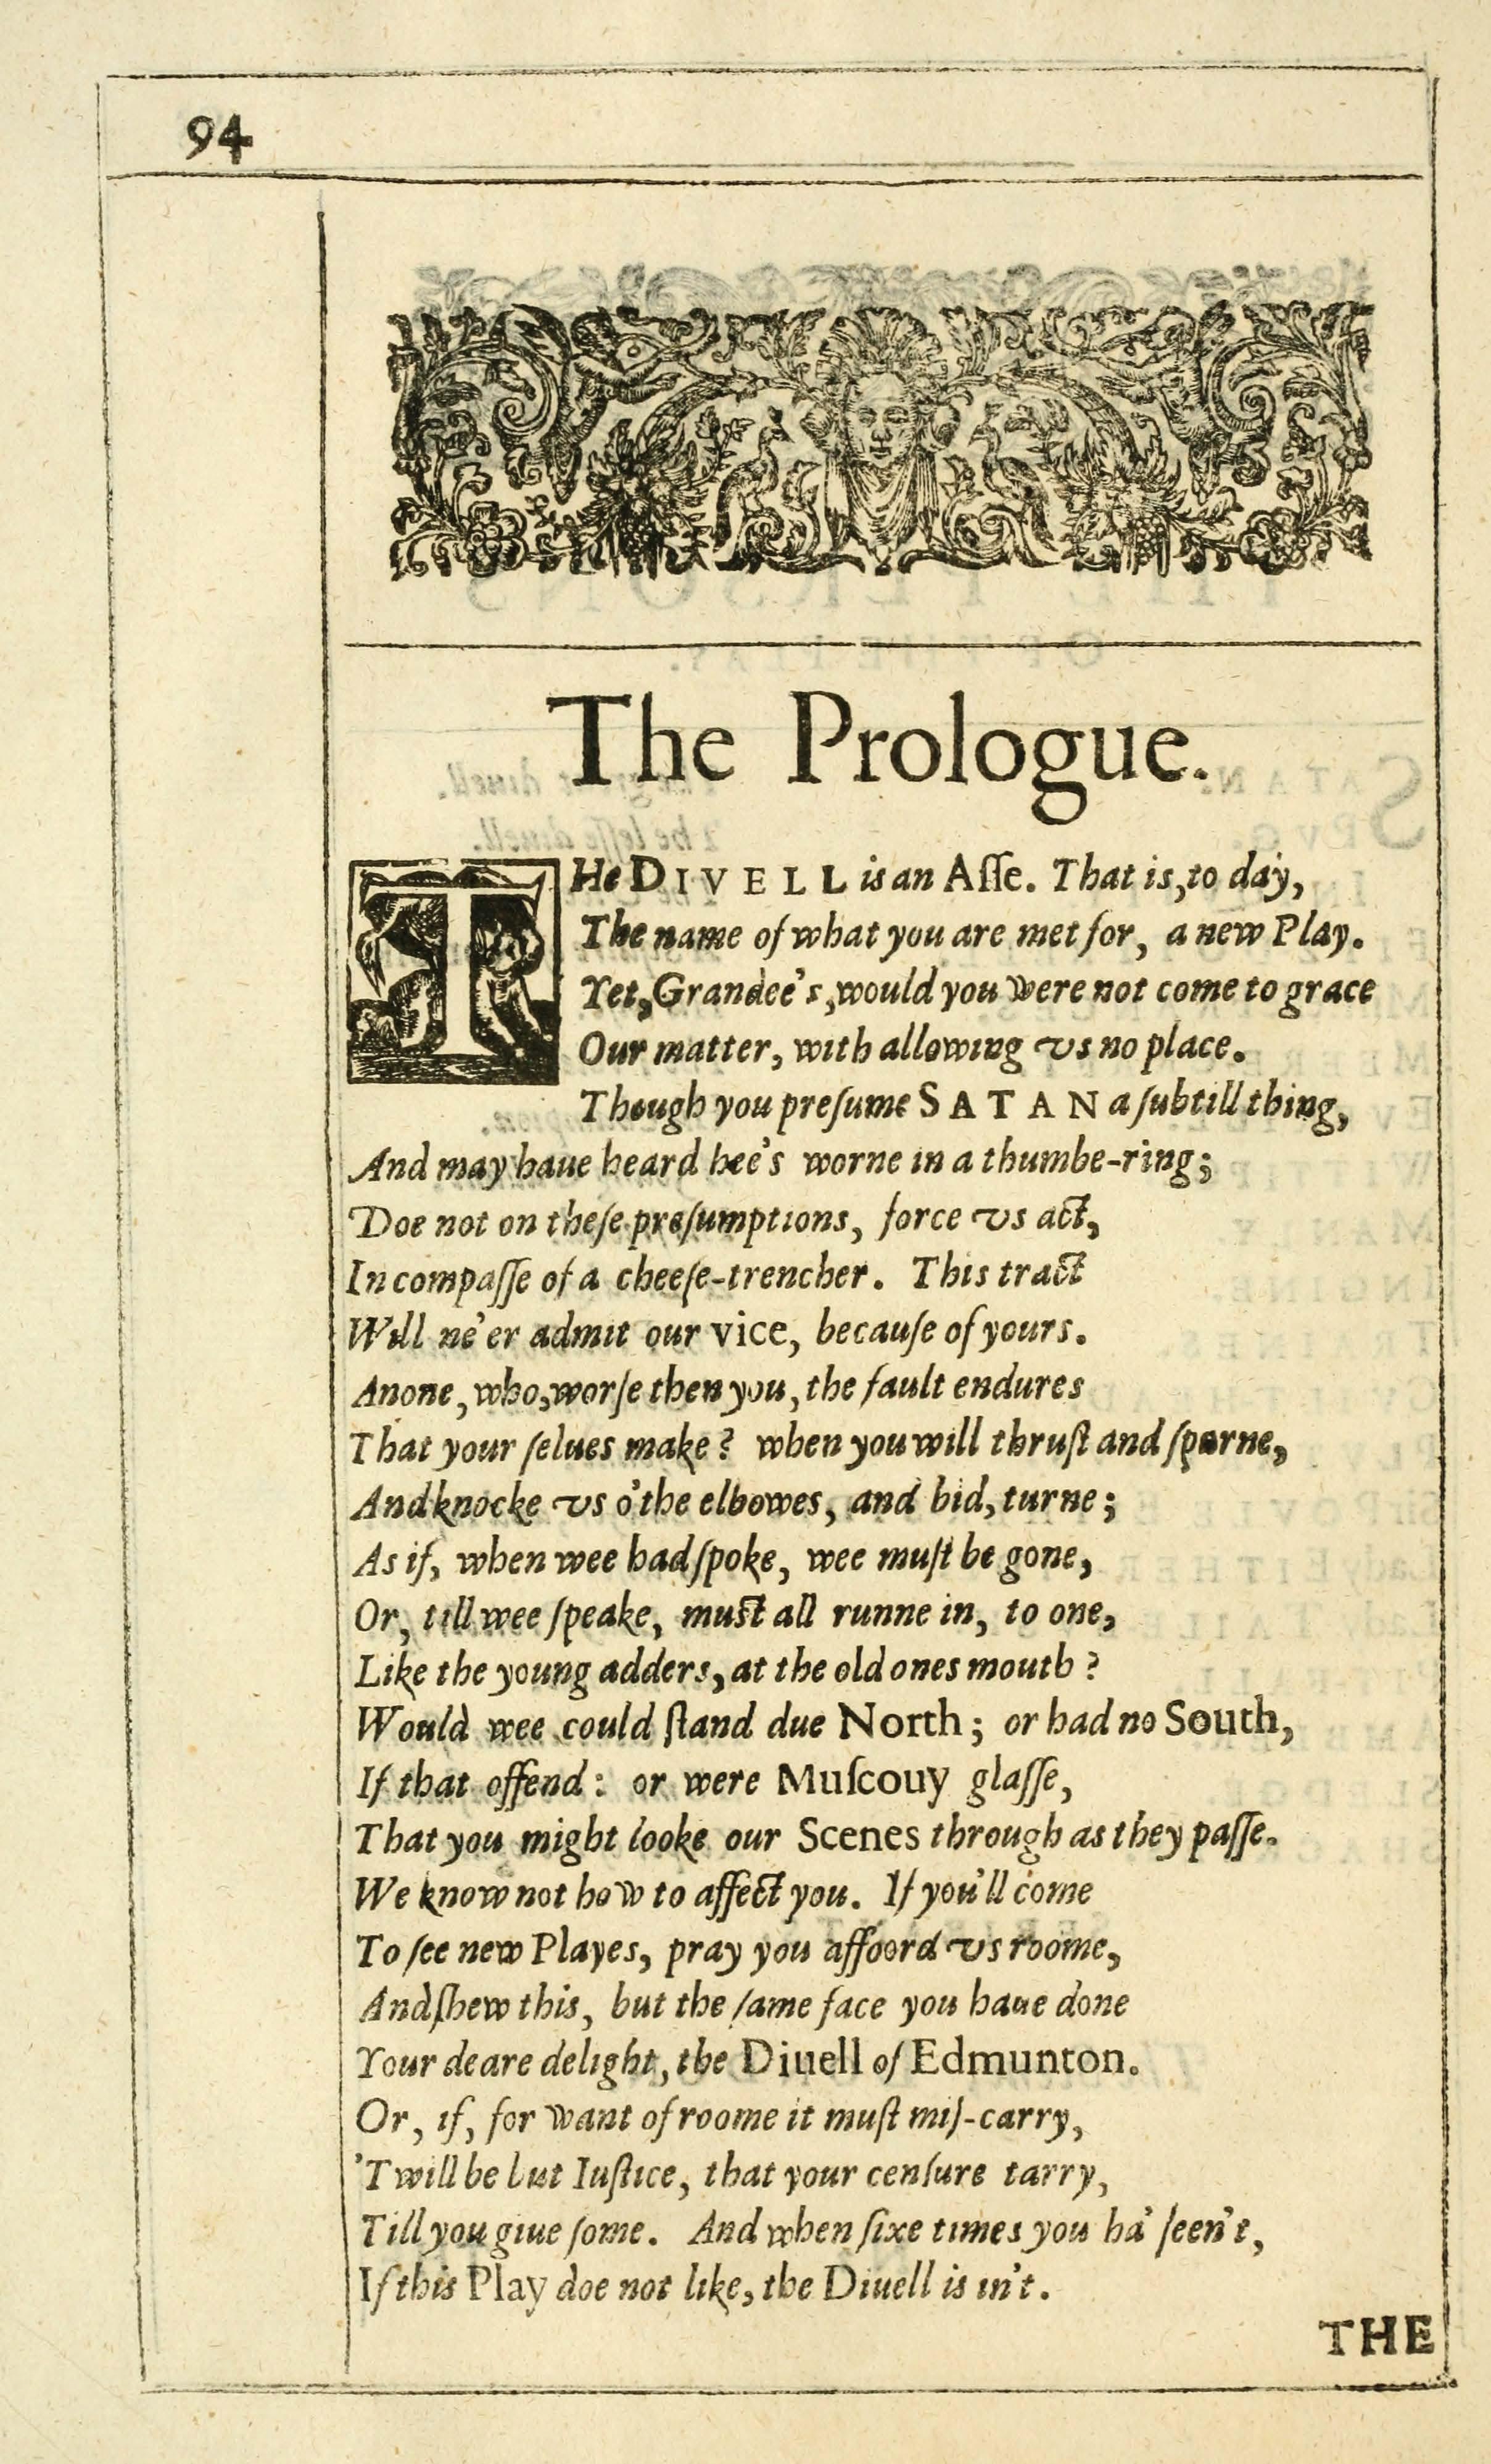 94
The Prologue.
THe DIVELL is an Aſſe. That is, to day,
The name of what you are met for, a new Play.
Yet, Grandee's, would you were not come to grace
Our matter, with allowing vs no place.
Though you preſume SATAN a ſubtill thing,
And may haue heard hee's worne in a thumbe-ring;
Doe not on theſe preſumptions, force vs act,
In compaſſe of a cheeſe-trencher. This tract
Will ne'er admit our vice, becauſe of yours.
Anone, who, worſe then you, the fault endures
That your ſelues make? when you will thruſt and ſpurne,
And knocke vs o'the elbowes, and bid, turne;
As if, when wee had ſpoke, wee muſt be gone,
Or, till wee ſpeake, muſt all runne in, to one,
Like the young adders, at the old ones mouth?
Would wee could ſtand due North; or had no South,
If that offend: or were Muſcouy glaſſe,
That you might looke our Scenes through as they paſſe.
We know not how to affect you. If you'll come
To ſee new Playes, pray you affoord vs roome,
And ſhew this, but the ſame face you haue done
Your deare delight, the Diuell of Edmunton.
Or, if, for want of roome it muſt miſ-carry,
'Twill be but Iuſtice, that your cenſure tarry,
Till you giue ſome. And when ſixe times you ha' ſeen't,
If this Play doe not like, the Diuell is in't.
THE